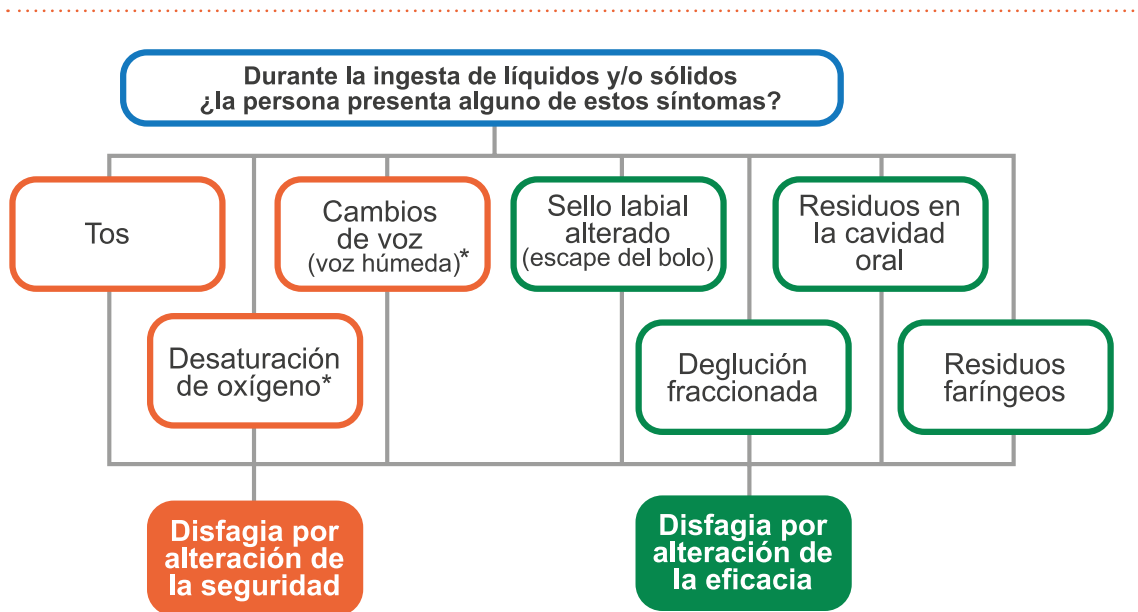 Durante la ingesta de líquidos y/o sólidos
¿la persona presenta alguno de estos síntomas?
Tos
Cambios
de voz
(voz húmeda)*
Sello labial
alterado
(escape del bolo)
Residuos en
la cavidad
oral
Desaturación
de oxígeno*
Deglución
fraccionada
Residuos
faríngeos
Disfagia por
alteración de
la seguridad
Disfagia por
alteración de
la eficacia